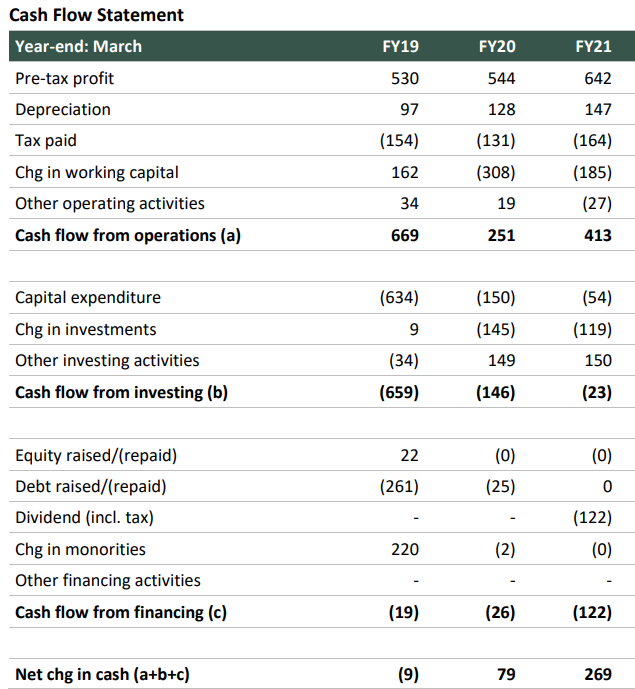 Cash Flow Statement
Year-end: March FY19 FY20 FY21
Pre-tax profit 530 544 642
Depreciation 97 128 147
Tax paid (154) (131) (164)
Chg in working capital 162 (308) (185)
Other operating activities 34 19 (27)
Cash flow from operations (a) 669 251 413
Capital expenditure (634) (150) (54)
Chg in investments 9 (145) (119)
Other investing activities (34) 149 150
Cash flow from investing (b) (659) (146) (23)
Equity raised/(repaid) 22 (0) (0)
Debt raised/(repaid) (261) (25) 0
Dividend (incl. tax) - - (122)
Chg in monorities 220 (2) (0)
Other financing activities - - -
Cash flow from financing (c) (19) (26) (122)
Net chg in cash (a+b+c) (9) 79 269